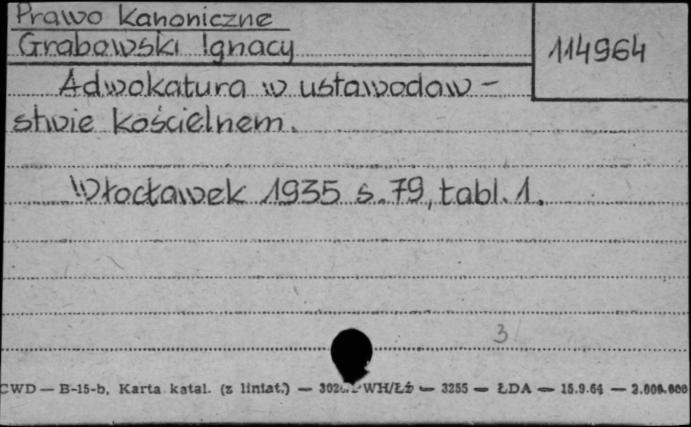 Prawo kanoniczne
Grabowski Ignacy
114964
Adwokatura w ustawodaw-
stwie kościelnem.
Włocławek 1935 s. 79, tabl. 1.
3
CWD — B-15-b, Karta katal. (z liniat.) — WH/Łż — 3255 — ŁDA — 15.9.64 — 2.000.000